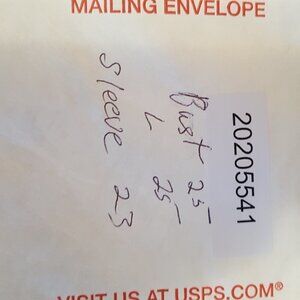 MAILING ENVELOPE
20205541
Bust 25
L 25
Sleeve 23
VISIT US AT USPS.COM®